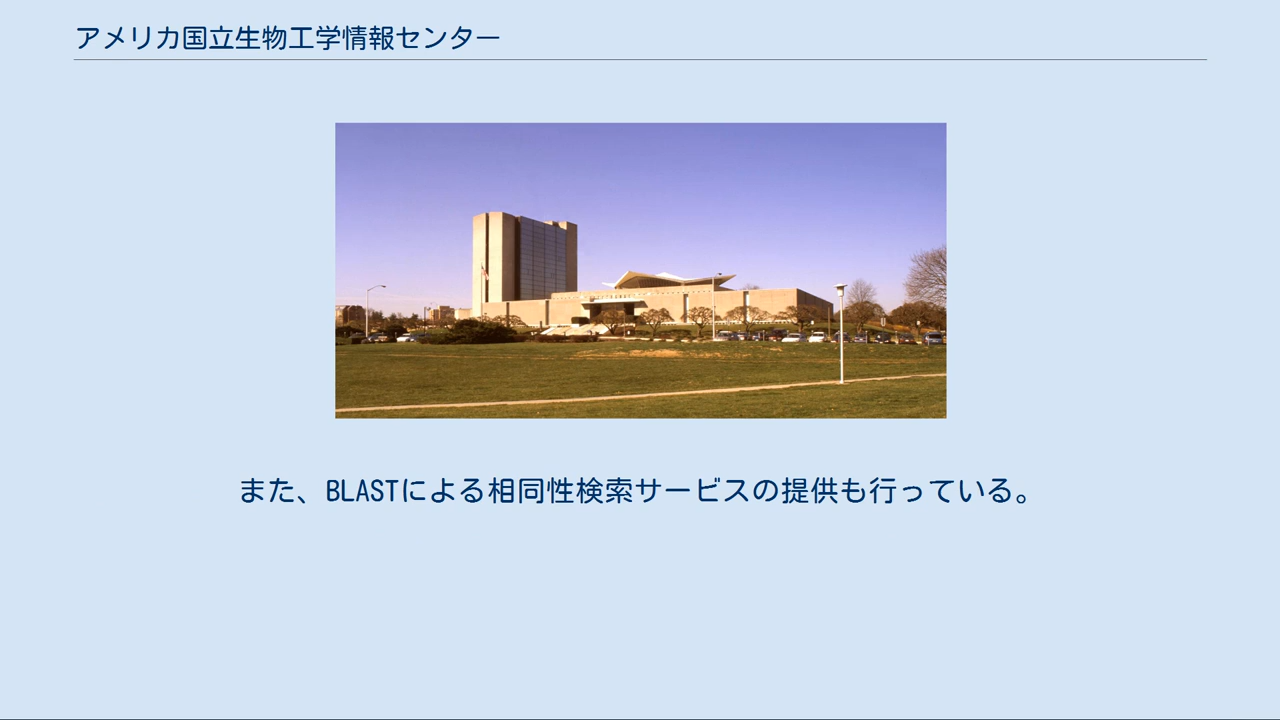 アメリカ国立生物工学情報センター
また、BLASTによる相同性検索サービスの提供も行っている。